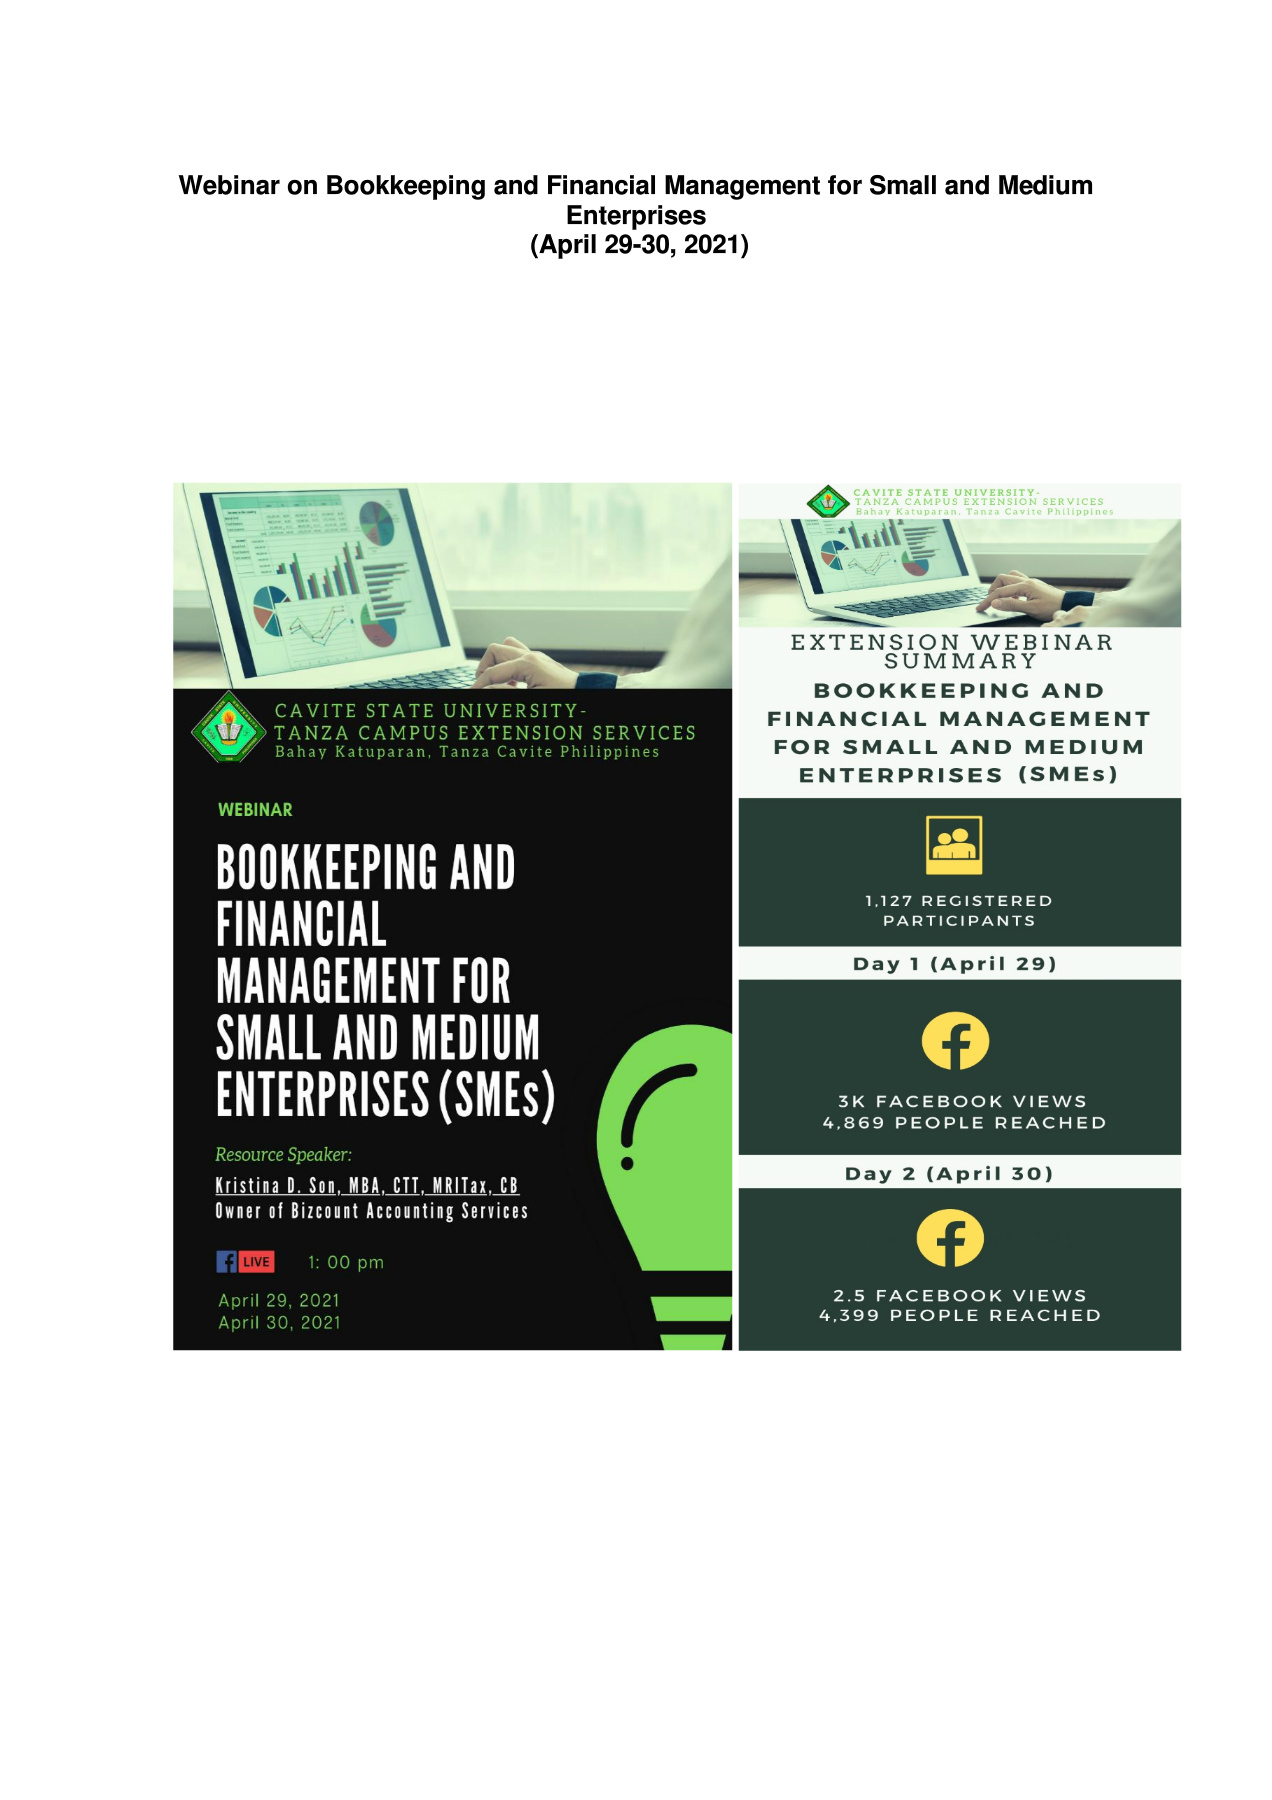 Webinar on Bookkeeping and Financial Management for Small and Medium
Enterprises
(April 29-30, 2021)
CAVITE STATE UNIVERSITY-
TANZA CAMPUS EXTENSION SERVICES
Bahay Katuparan, Tanza Cavite Philippines
WEBINAR
BOOKKEEPING AND
FINANCIAL
MANAGEMENT FOR
SMALL AND MEDIUM
ENTERPRISES (SMEs)
Resource Speaker:
Kristina D. Son, MBA, CTT, MRITax, CB
Owner of Bizcount Accounting Services
f LIVE 1: 00 pm
April 29, 2021
April 30, 2021
CAVITE STATE UNIVERSITY-
TANZA CAMPUS EXTENSION SERVICES
Bahay Katuparan, Tanza Cavite Philippines
EXTENSION WEBINAR
SUMMARY
BOOKKEEPING AND
FINANCIAL MANAGEMENT
FOR SMALL AND MEDIUM
ENTERPRISES (SMEs)
1,127 REGISTERED
PARTICIPANTS
Day 1 (April 29)
f
3K FACEBOOK VIEWS
4,869 PEOPLE REACHED
Day 2 (April 30)
f
2.5 FACEBOOK VIEWS
4,399 PEOPLE REACHED